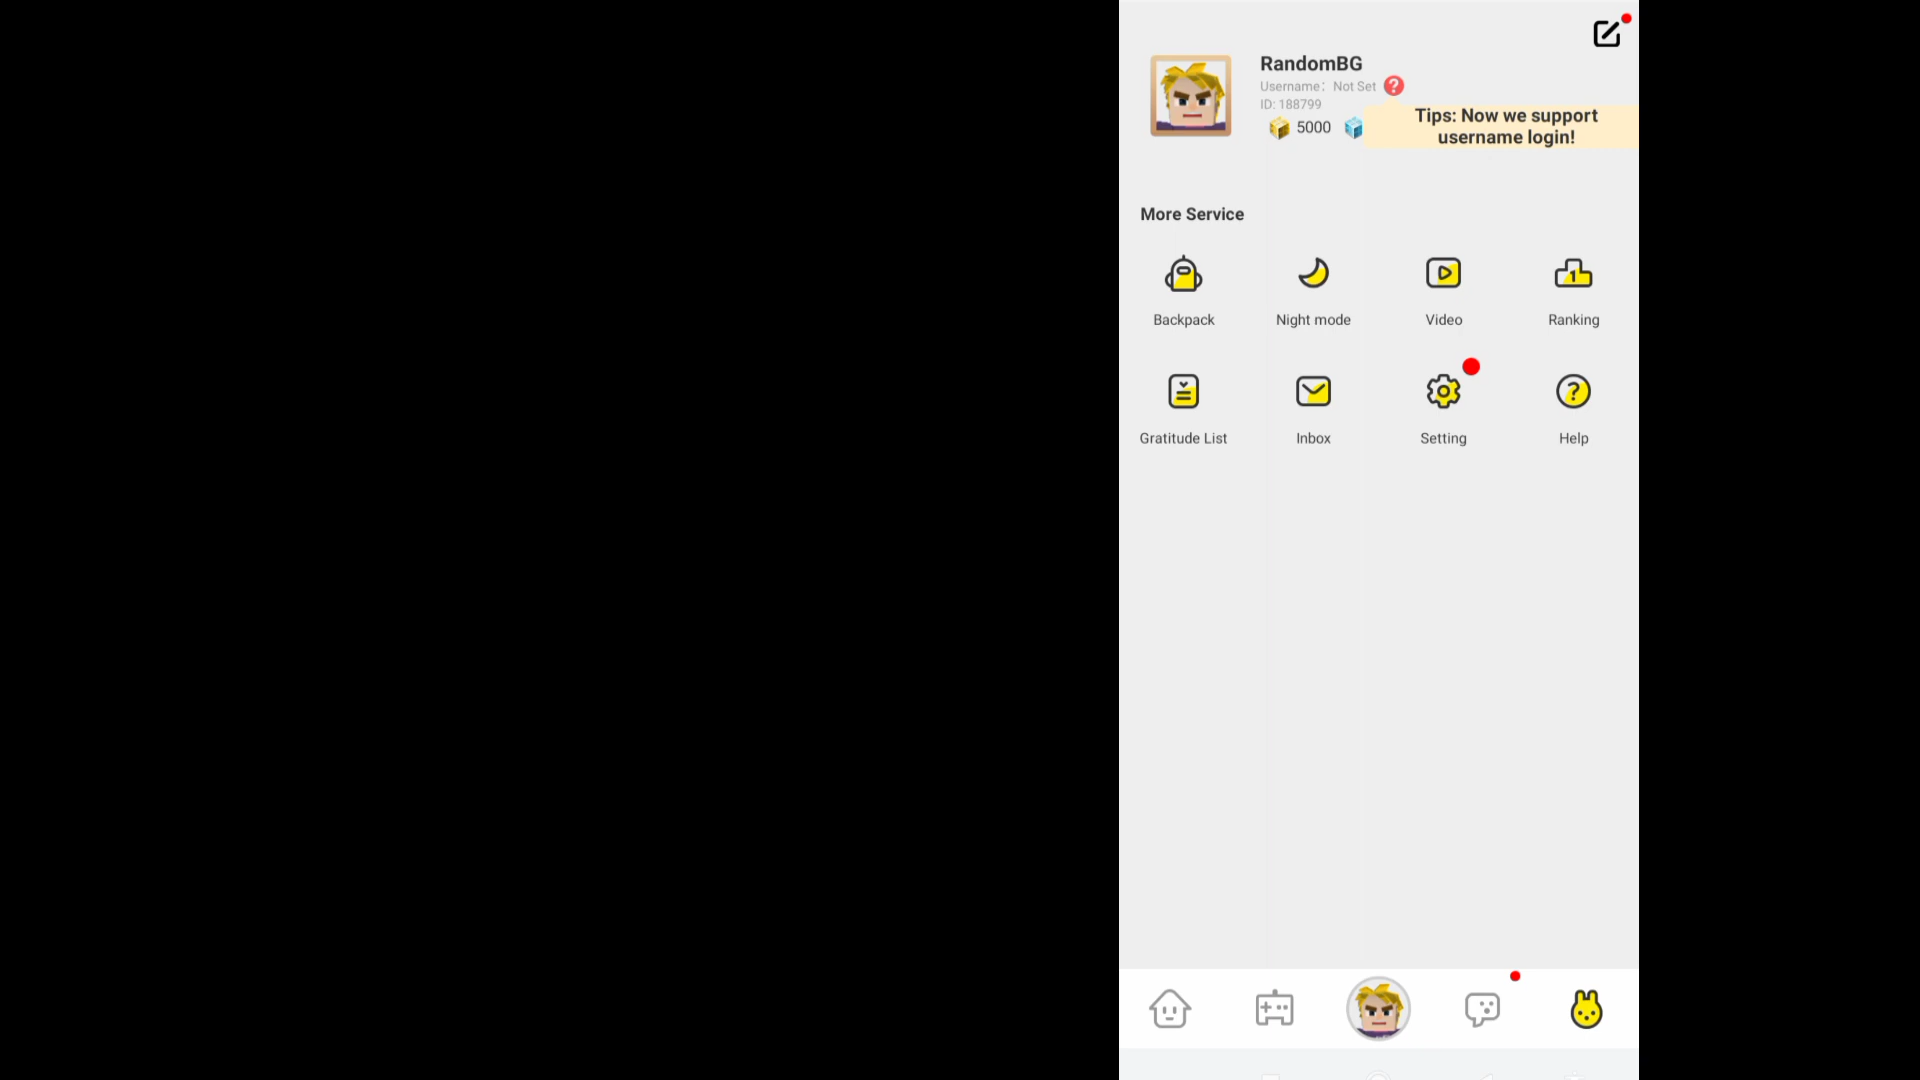 RandomBG
Username: Not Set
ID: 188799
5000
Tips: Now we support
username login!
More Service
Backpack
Night mode
Video
Ranking
Gratitude List
Inbox
Setting
Help